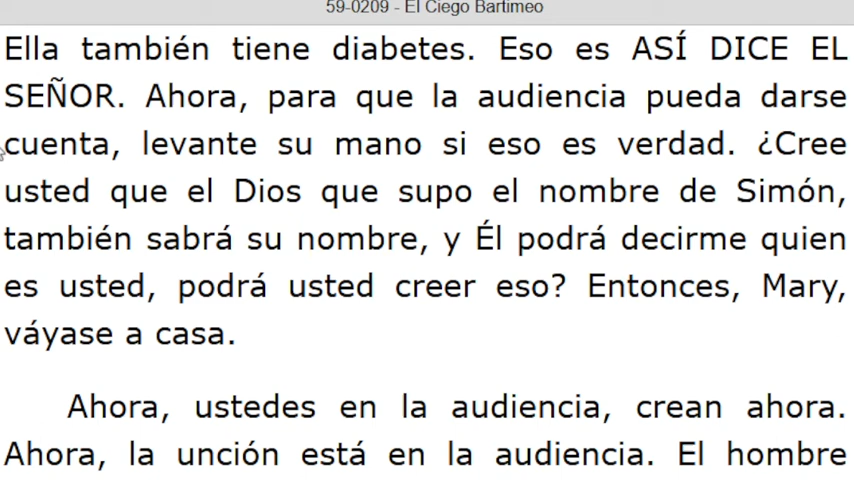 59-0209 - El Ciego Bartimeo
Ella también tiene diabetes. Eso es ASÍ DICE EL
SEÑOR. Ahora, para que la audiencia pueda darse
cuenta, levante su mano si eso es verdad. ¿Cree
usted que el Dios que supo el nombre de Simón,
también sabrá su nombre, y Él podrá decirme quien
es usted, podrá usted creer eso? Entonces, Mary,
váyase a casa.
Ahora, ustedes en la audiencia, crean ahora.
Ahora, la unción está en la audiencia. El hombre